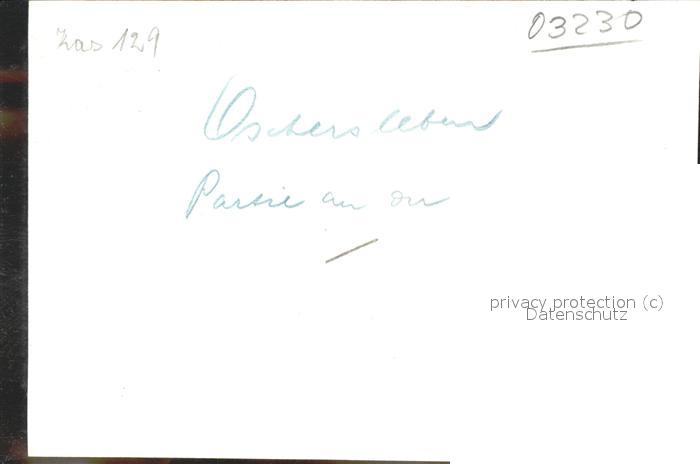 Zas 129
03230
Oschersleben
Partie an der
privacy protection (c)
Datenschutz